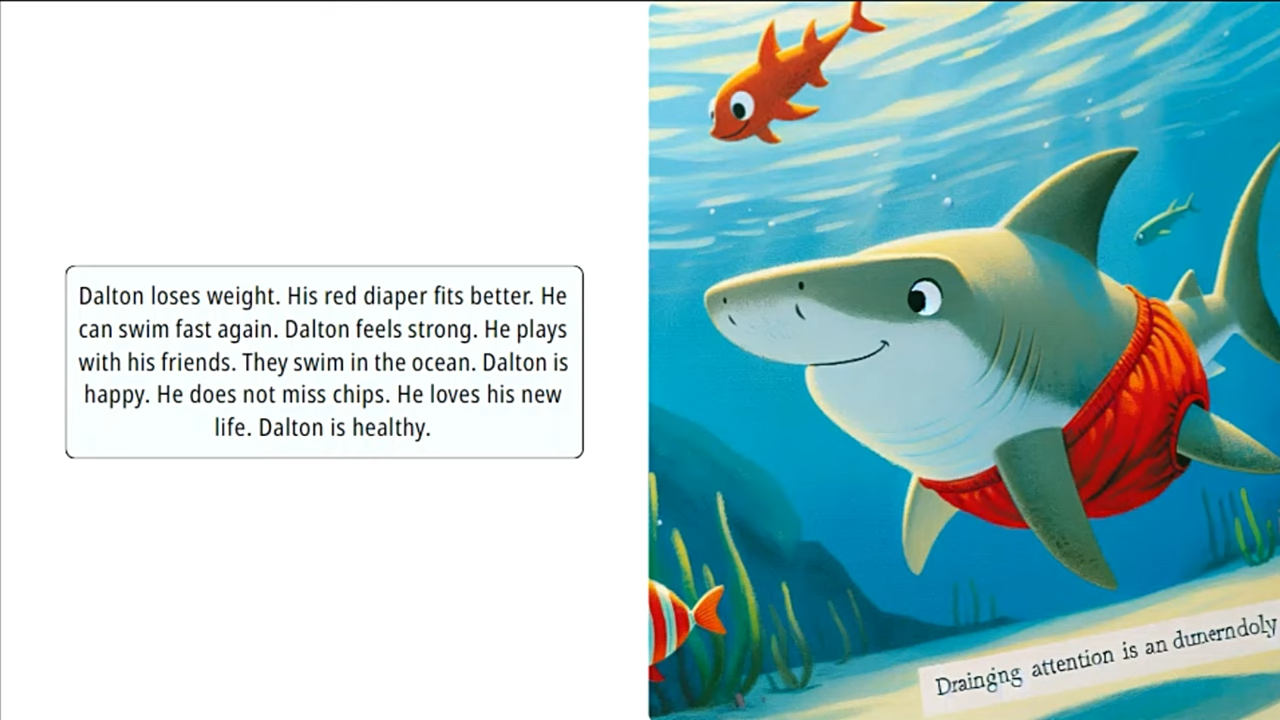 Dalton loses weight. His red diaper fits better. He
can swim fast again. Dalton feels strong. He plays
with his friends. They swim in the ocean. Dalton is
happy. He does not miss chips. He loves his new
life. Dalton is healthy.
Draingng attention is an dunerndoly